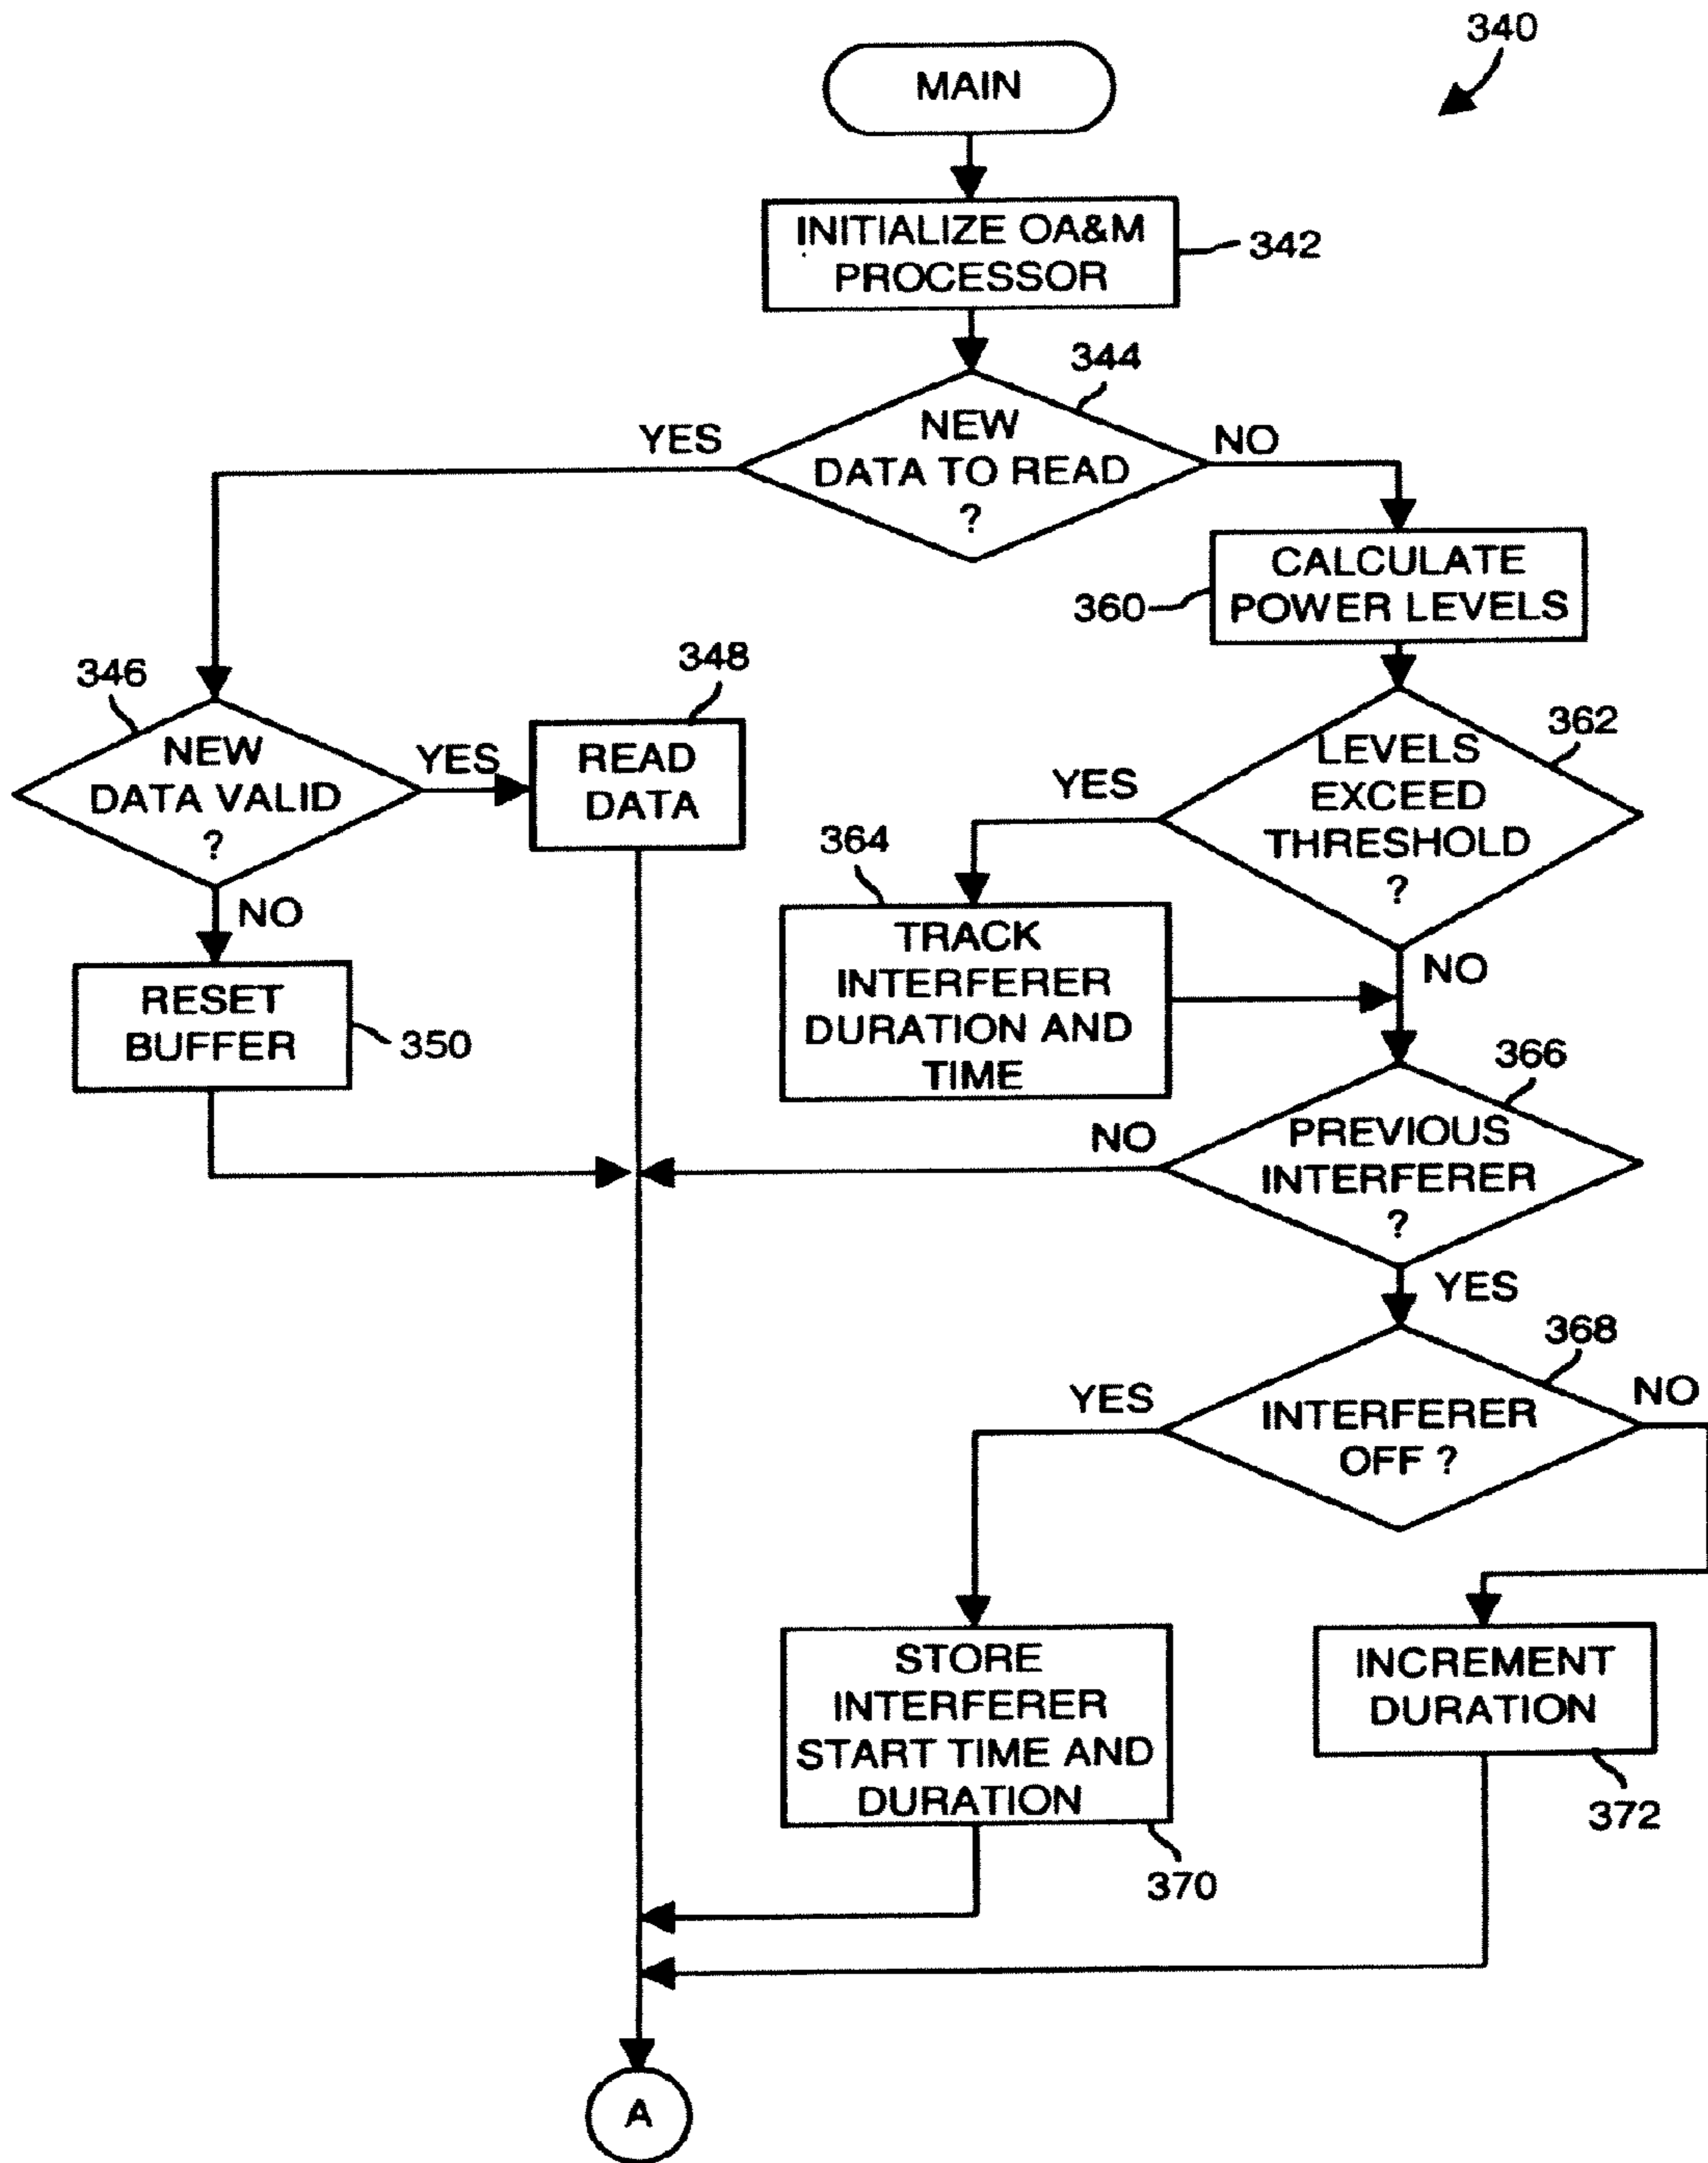 340
MAIN
INITIALIZE OA&M
PROCESSOR
342
344
NEW
DATA TO READ
?
YES
NO
CALCULATE
POWER LEVELS
360
346
NEW
DATA VALID
?
YES
348
READ
DATA
362
LEVELS
EXCEED
THRESHOLD
?
YES
364
TRACK
INTERFERER
DURATION AND
TIME
NO
NO
RESET
BUFFER
350
366
PREVIOUS
INTERFERER
?
NO
YES
368
INTERFERER
OFF ?
YES
NO
STORE
INTERFERER
START TIME AND
DURATION
370
INCREMENT
DURATION
372
A